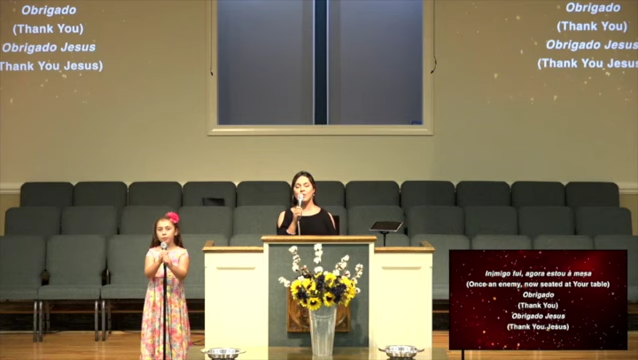 Obrigado
(Thank You)
Obrigado Jesus
(Thank You Jesus)
Obrigado
(Thank You)
Obrigado Jesus
(Thank You Jesus
Inimigo fui, agora estou à mesa
(Once an enemy, now seated at Your table)
Obrigado
(Thank You)
Obrigado Jesus
(Thank You Jesus)